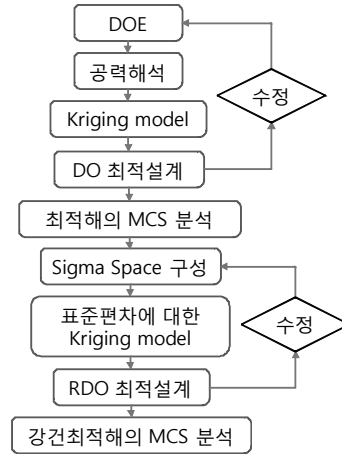 DOE
공력해석
수정
Kriging model
DO 최적설계
최적해의 MCS 분석
Sigma Space 구성
표준편차에 대한
Kriging model
수정
RDO 최적설계
강건최적해의 MCS 분석